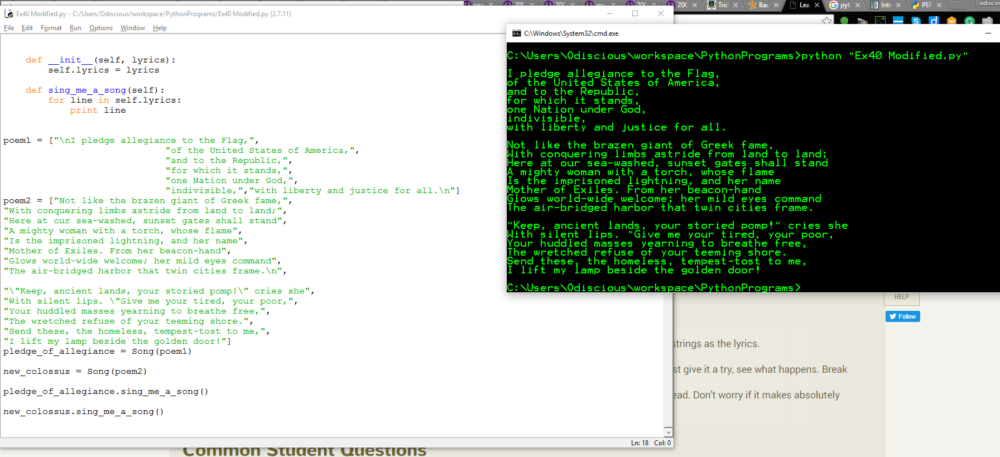 sea
200
200
mu
200
200
Trid
Bac
Lea
pyt
Inte
PEP
odisciou
Ex40 Modified.py - C:/Users/Odiscious/workspace/PythonPrograms/Ex40 Modified.py (2.7.11)
File Edit Format Run Options Window Help
def __init__(self, lyrics):
self.lyrics = lyrics
def sing_me_a_song(self):
for line in self.lyrics:
print line
poem1 = ["\nI pledge allegiance to the Flag,",
"of the United States of America,",
"and to the Republic,",
"for which it stands,",
"one Nation under God,",
"indivisible,","with liberty and justice for all.\n"]
poem2 = ["Not like the brazen giant of Greek fame,",
"With conquering limbs astride from land to land;",
"Here at our sea-washed, sunset gates shall stand",
"A mighty woman with a torch, whose flame",
"Is the imprisoned lightning, and her name",
"Mother of Exiles. From her beacon-hand",
"Glows world-wide welcome; her mild eyes command",
"The air-bridged harbor that twin cities frame.\n",
"\"Keep, ancient lands, your storied pomp!\" cries she",
"With silent lips. \"Give me your tired, your poor,",
"Your huddled masses yearning to breathe free,",
"The wretched refuse of your teeming shore.",
"Send these, the homeless, tempest-tost to me,",
"I lift my lamp beside the golden door!"]
pledge_of_allegiance = Song(poem1)
new_colossus = Song(poem2)
pledge_of_allegiance.sing_me_a_song()
new_colossus.sing_me_a_song()
Ln: 18 Col: 0
C:\Windows\System32\cmd.exe
C:\Users\Odiscious\workspace\PythonPrograms>python "Ex40 Modified.py"
I pledge allegiance to the Flag,
of the United States of America,
and to the Republic,
for which it stands,
one Nation under God,
indivisible,
with liberty and justice for all.
Not like the brazen giant of Greek fame,
With conquering limbs astride from land to land;
Here at our sea-washed, sunset gates shall stand
A mighty woman with a torch, whose flame
Is the imprisoned lightning, and her name
Mother of Exiles. From her beacon-hand
Glows world-wide welcome; her mild eyes command
The air-bridged harbor that twin cities frame.
"Keep, ancient lands, your storied pomp!" cries she
With silent lips. "Give me your tired, your poor,
Your huddled masses yearning to breathe free,
The wretched refuse of your teeming shore.
Send these, the homeless, tempest-tost to me,
I lift my lamp beside the golden door!
C:\Users\Odiscious\workspace\PythonPrograms>
HELP
Follow
strings as the lyrics.
st give it a try, see what happens. Break
ead. Don't worry if it makes absolutely
Common Student Questions